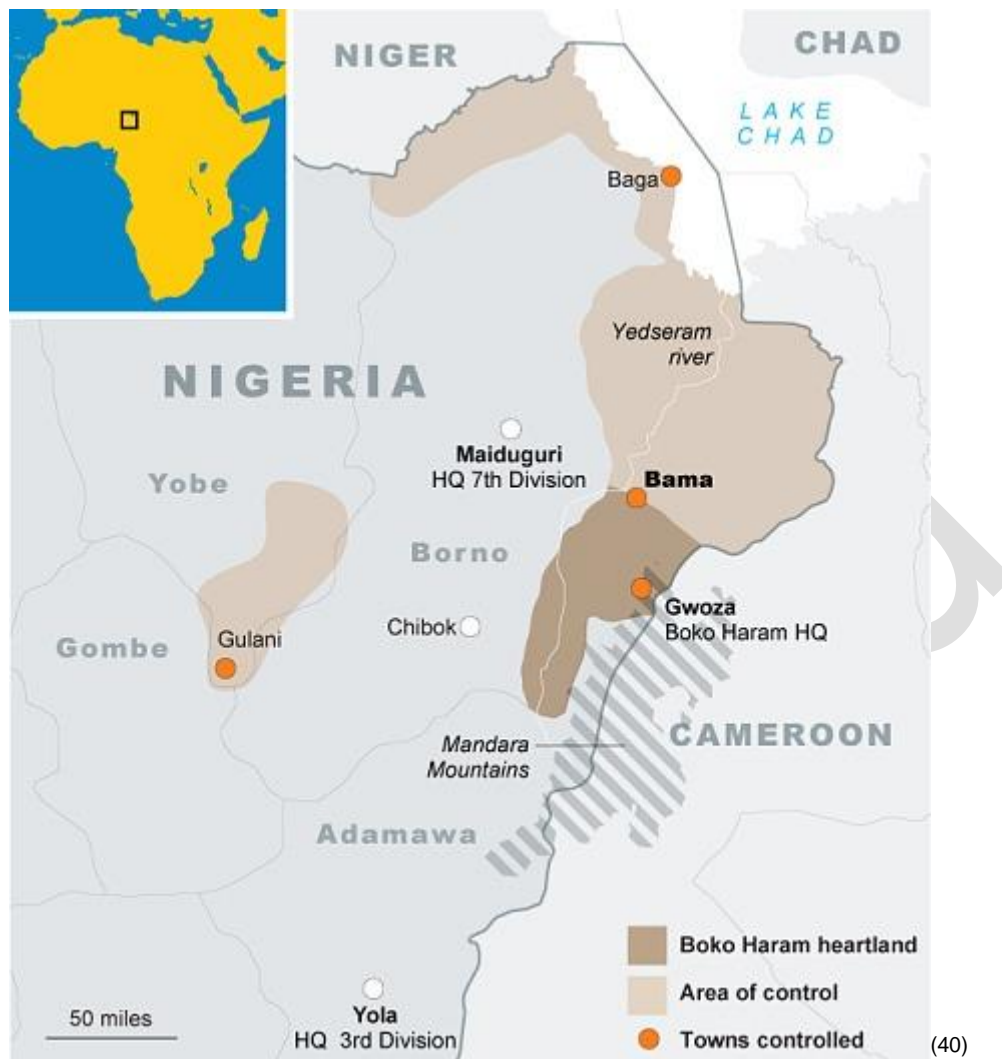 NIGER
CHAD
LAKE
CHAD
Baga
Yedseram
river
NIGERIA
Maiduguri
HQ 7th Division
Bama
Yobe
Borno
Gwoza
Boko Haram HQ
Chibok
Gulani
Gombe
CAMEROON
Mandara
Mountains
Adamawa
Boko Haram heartland
Area of control
Towns controlled
50 miles
Yola
HQ 3rd Division
(40)